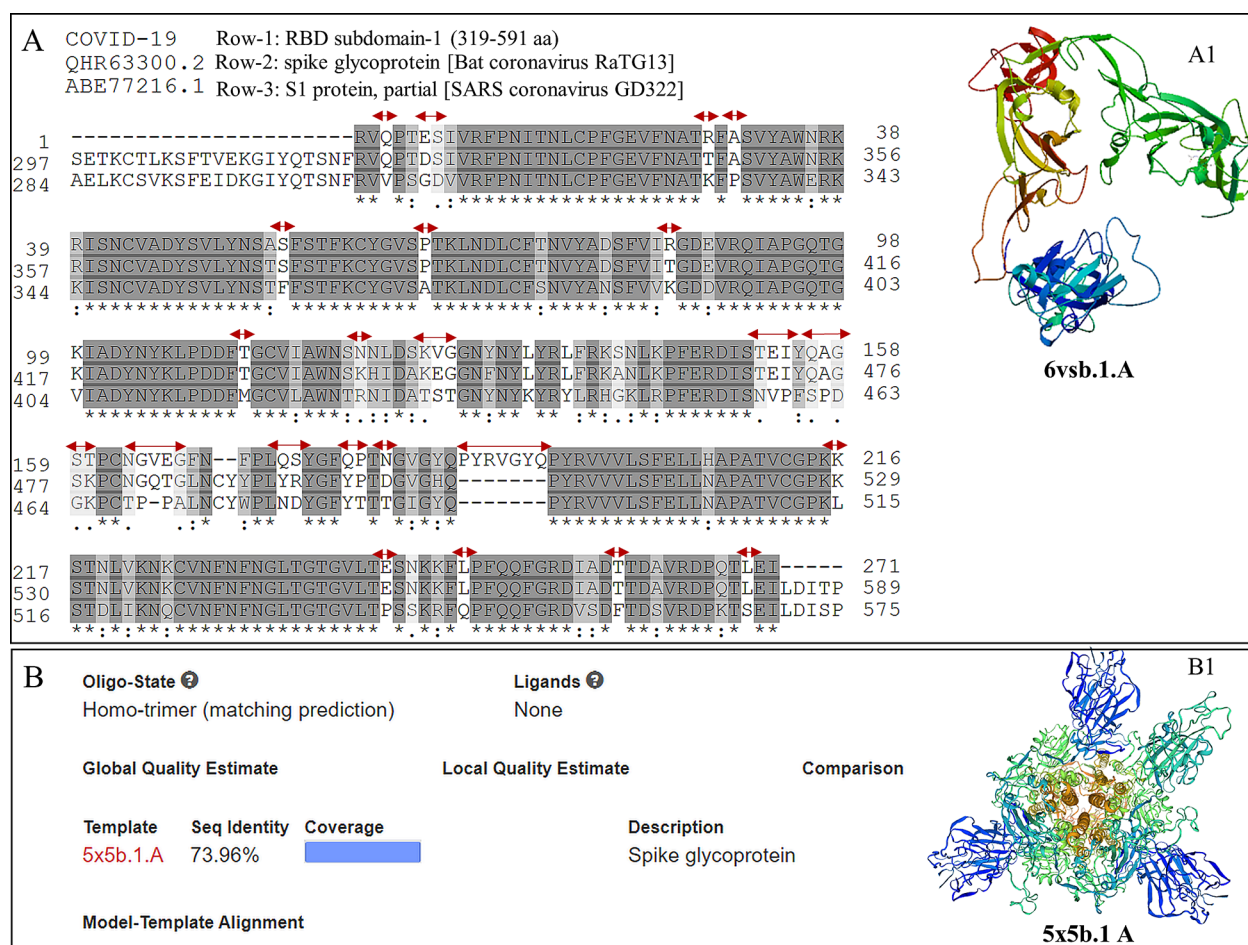 A
COVID-19 Row-1: RBD subdomain-1 (319-591 aa)
QHR63300.2 Row-2: spike glycoprotein [Bat coronavirus RaTG13]
ABE77216.1 Row-3: S1 protein, partial [SARS coronavirus GD322]
1 ----------------------RVQPTESIVRFPNITNLCPFGEVFNATRFASVYAWNRK 38
297 SETKCTLKSFTVEKGIYQTSNFRVQPTDSIVRFPNITNLCPFGEVFNATTFASVYAWNRK 356
284 AELKCSVKSFEIDKGIYQTSNFRVVPSGDVVRFPNITNLCPFGEVFNATKFPSVYAWERK 343
** *: .:******************* * *****:**
39 RISNCVADYSVLYNSASFSTFKCYGVSPTKLNDLCFTNVYADSFVIRGDEVRQIAPGQTG 98
357 RISNCVADYSVLYNSTSFSTFKCYGVSPTKLNDLCFTNVYADSFVITGDEVRQIAPGQTG 416
344 KISNCVADYSVLYNSTFFSTFKCYGVSATKLNDLCFSNVYANSFVVKGDDVRQIAPGQTG 403
:**************: **********.********:****:***: **:**********
99 KIADYNYKLPDDFTGCVIAWNSNNLDSKVGGNYNYLYRLFRKSNLKPFERDISTEIYQAG 158
417 KIADYNYKLPDDFTGCVIAWNSKHIDAKEGGNFNYLYRLFRKANLKPFERDISTEIYQAG 476
404 VIADYNYKLPDDFMGCVLAWNTRNIDATSTGNYNYKYRYLRHGKLRPFERDISNVPFSPD 463
************ ***:***:..:*:. **:** ** :*:.:*:*******. :. .
159 STPCNGVEGFN--FPLQSYGFQPTNGVGYQPYRVGYQPYRVVVLSFELLHAPATVCGPKK 216
477 SKPCNGQTGLNCYYPLYRYGFYPTDGVGHQ-------PYRVVVLSFELLNAPATVCGPKK 529
464 GKPCTP-PALNCYWPLNDYGFYTTTGIGYQ-------PYRVVVLSFELLNAPATVCGPKL 515
..**. .:* :** *** * *:*:* ************:*********
217 STNLVKNKCVNFNFNGLTGTGVLTESNKKFLPFQQFGRDIADTTDAVRDPQTLEI----- 271
530 STNLVKNKCVNFNFNGLTGTGVLTESNKKFLPFQQFGRDIADTTDAVRDPQTLEILDITP 589
516 STDLIKNQCVNFNFNGLTGTGVLTPSSKRFQPFQQFGRDVSDFTDSVRDPKTSEILDISP 575
**:*:**:**************** *.*:* ********::* **:****:* **
A1
6vsb.1.A
B
Oligo-State ?
Homo-trimer (matching prediction)
Ligands ?
None
Global Quality Estimate
Local Quality Estimate
Comparison
Template Seq Identity Coverage Description
5x5b.1.A 73.96% Spike glycoprotein
Model-Template Alignment
B1
5x5b.1 A